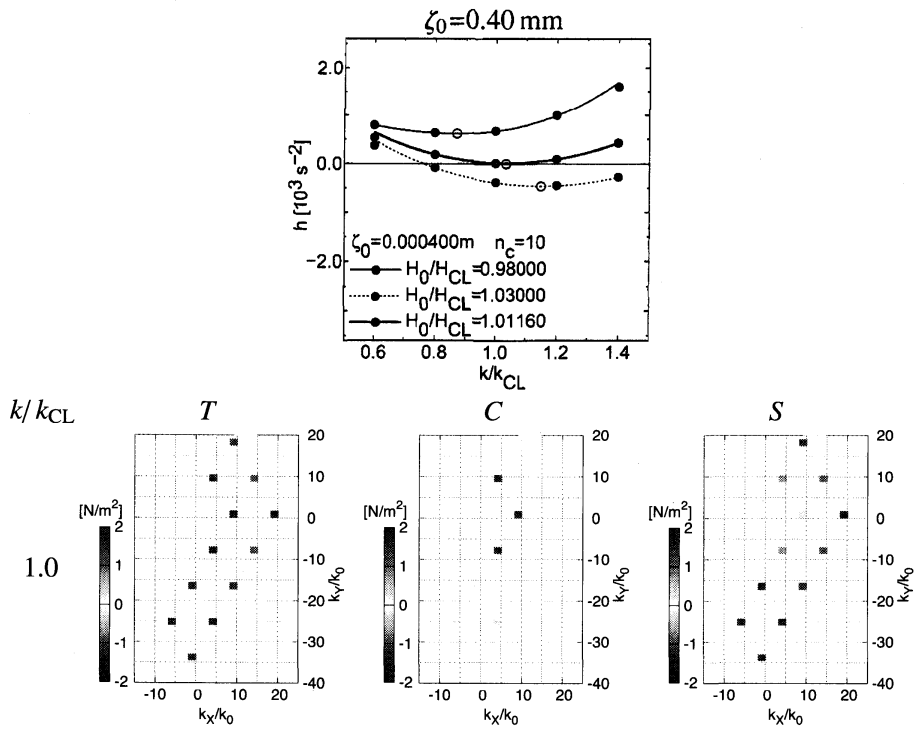 ζ0=0.40 mm
2.0
0.0
−2.0
h [10³ s⁻²]
ζ0=0.000400m nc=10
H0/HCL=0.98000
H0/HCL=1.03000
H0/HCL=1.01160
0.6 0.8 1.0 1.2 1.4
k/kCL
k/kCL T C S
1.0
[N/m²]
2
1
0
-1
-2
20
10
0
-10
-20
-30
-40
kY/k0
-10 0 10 20
kX/k0
[N/m²]
2
1
0
-1
-2
20
10
0
-10
-20
-30
-40
kY/k0
-10 0 10 20
kX/k0
[N/m²]
2
1
0
-1
-2
20
10
0
-10
-20
-30
-40
kY/k0
-10 0 10 20
kX/k0